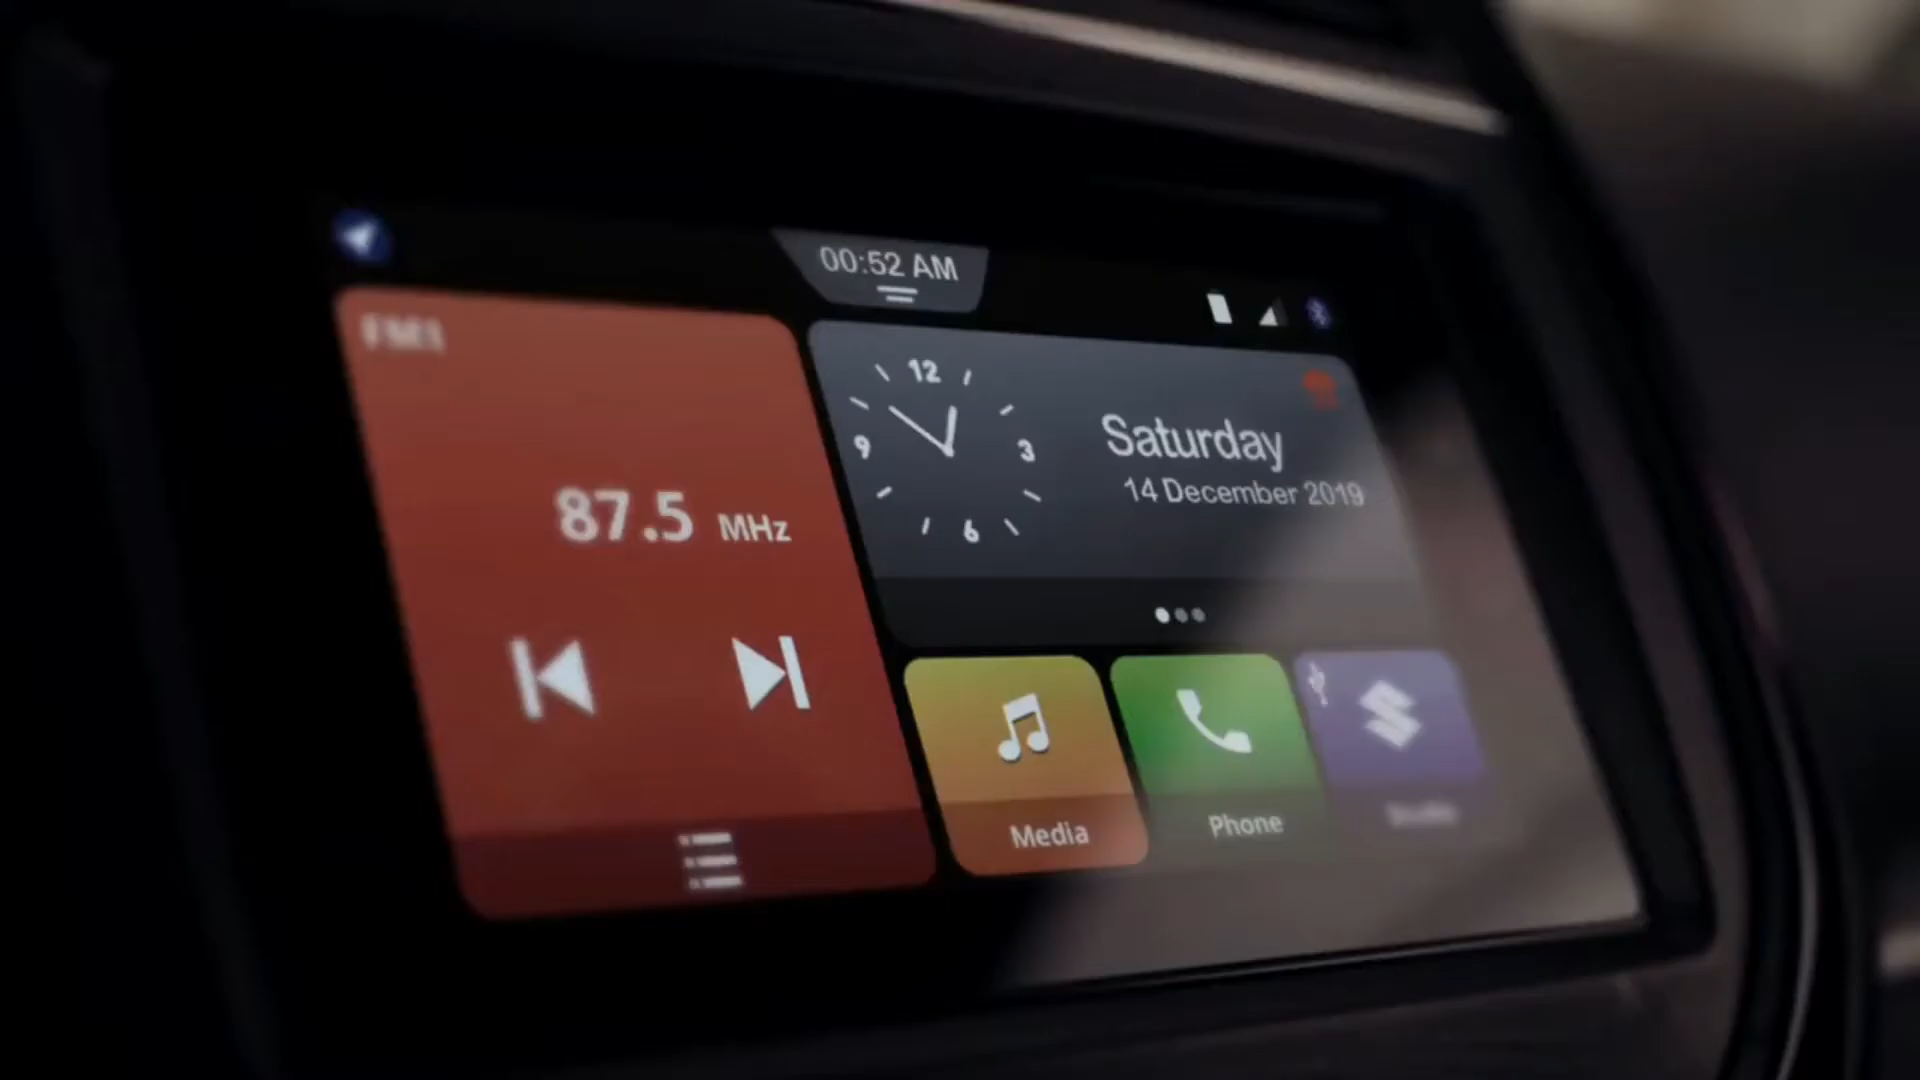 00:52 AM
FM1
87.5 MHz
12
9
3
6
Saturday
14 December 2019
Media
Phone